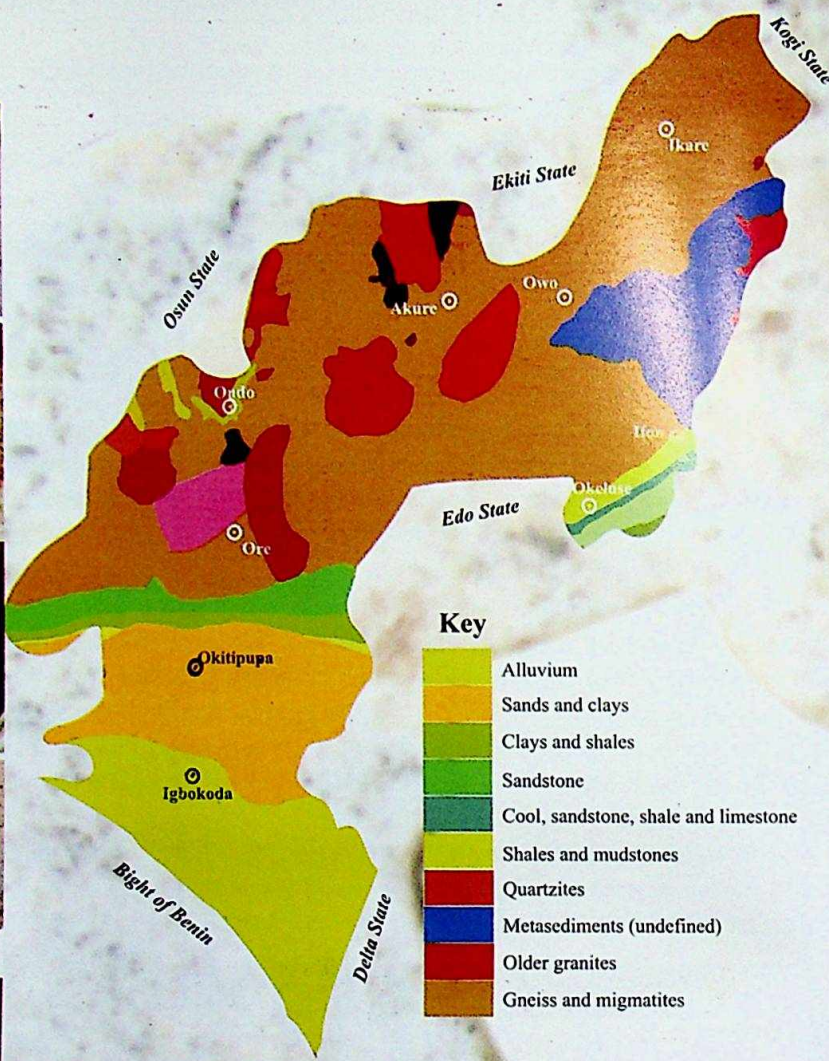 Kogi State
Ikare
Ekiti State
Osun State
Owo
Akure
Ondo
Ifon
Okeluse
Edo State
Ore
Key
Okitipupa
Alluvium
Sands and clays
Clays and shales
Sandstone
Igbokoda
Cool, sandstone, shale and limestone
Shales and mudstones
Quartzites
Bight of Benin
Delta State
Metasediments (undefined)
Older granites
Gneiss and migmatites